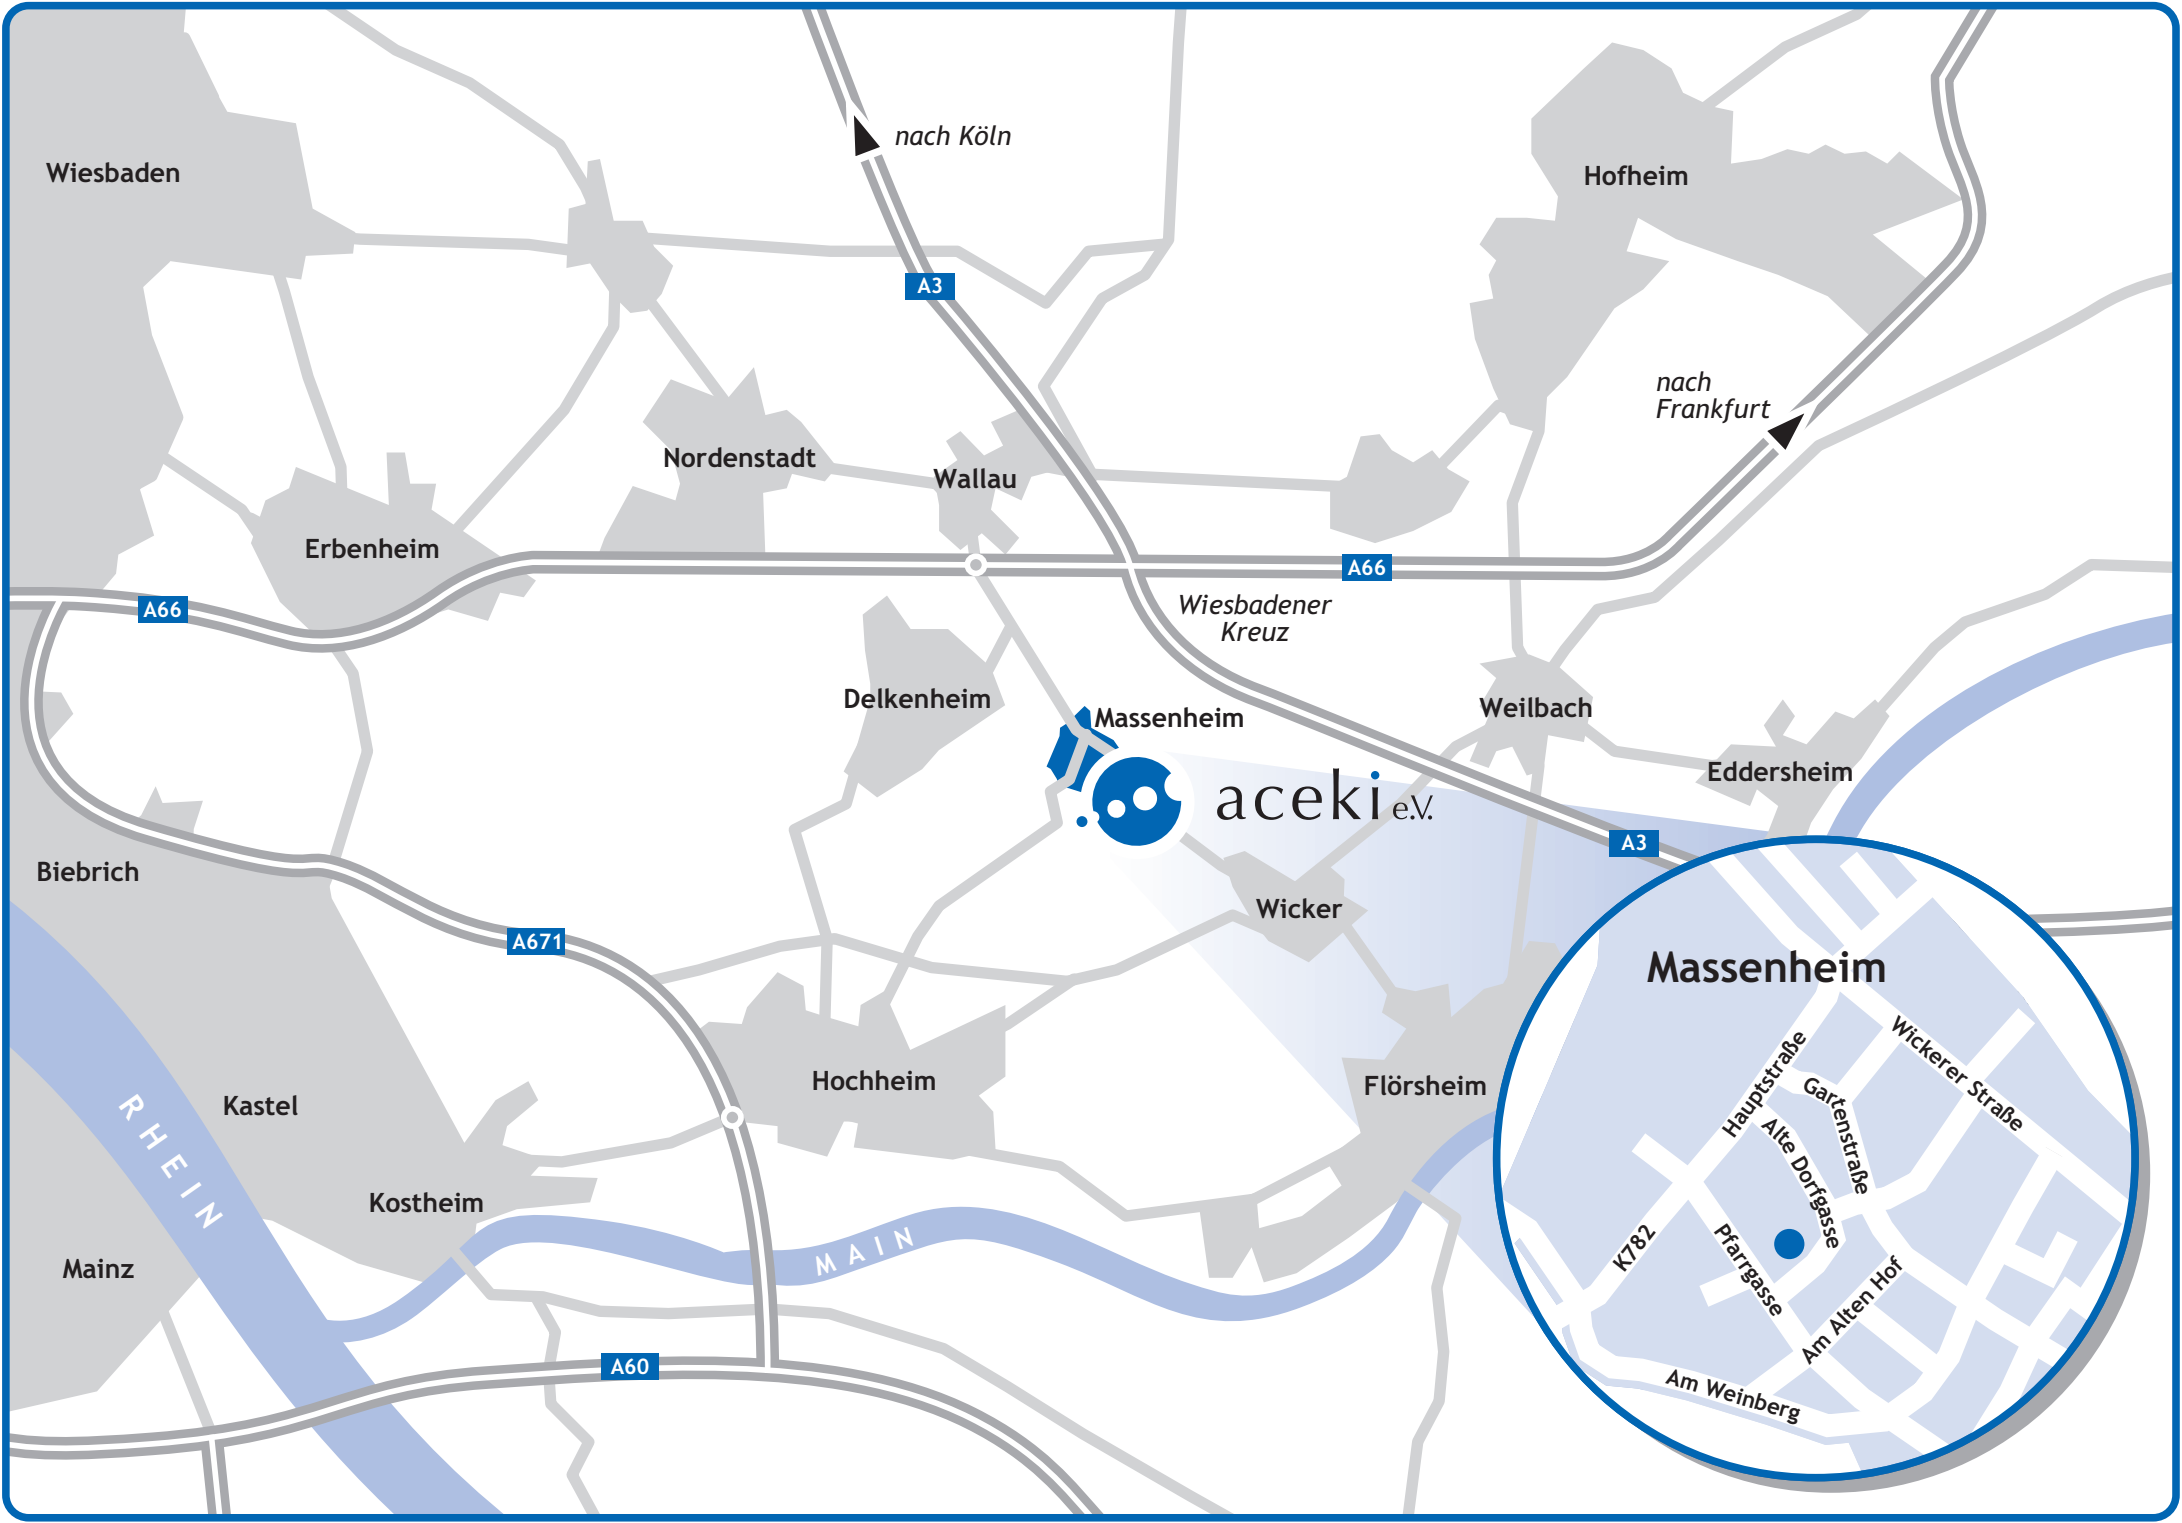 nach Köln
Wiesbaden
Hofheim
A3
nach
Frankfurt
Nordenstadt
Wallau
Erbenheim
A66
A66
Wiesbadener
Kreuz
Delkenheim
Massenheim
Weilbach
Eddersheim
aceki e.V.
A3
Biebrich
Wicker
A671
Massenheim
Hochheim
Flörsheim
Kastel
RHEIN
Kostheim
MAIN
Mainz
A60
Wickerer Straße
Hauptstraße
Gartenstraße
Alte Dorfgasse
K782
Pfarrgasse
Am Alten Hof
Am Weinberg